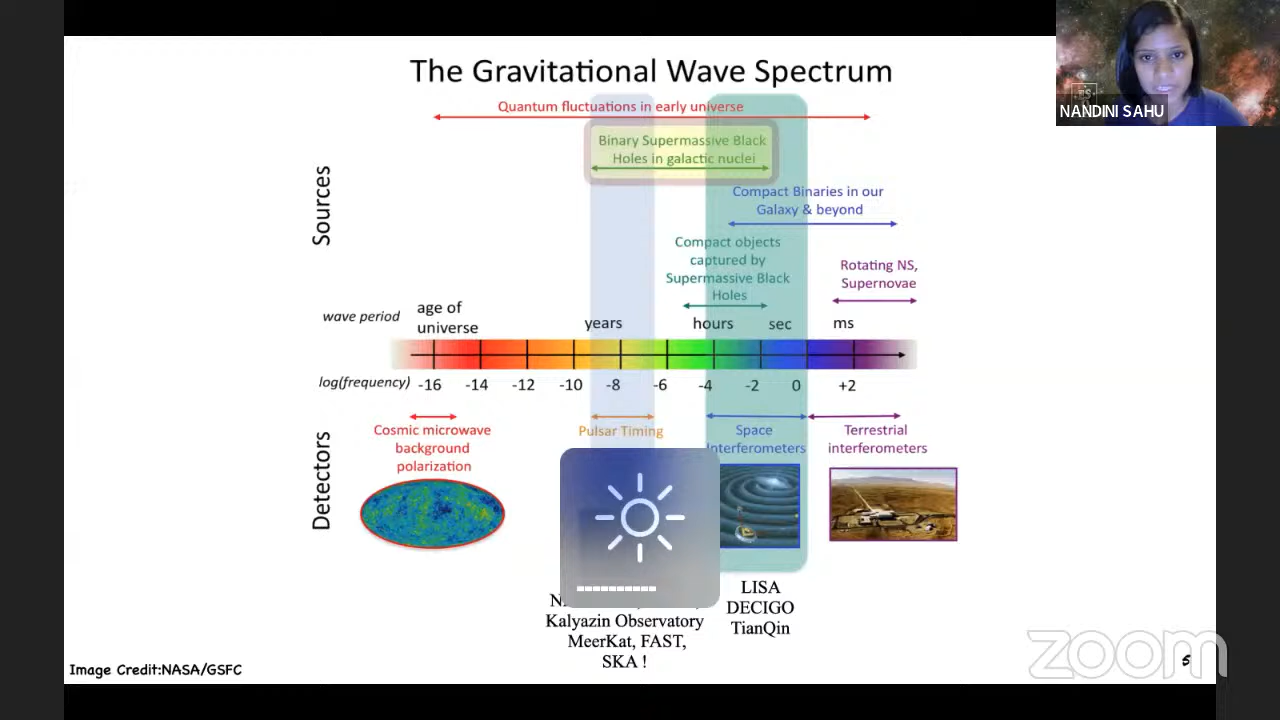 The Gravitational Wave Spectrum
NANDINI SAHU
Quantum fluctuations in early universe
Binary Supermassive Black
Holes in galactic nuclei
Compact Binaries in our
Galaxy & beyond
Sources
Compact objects
captured by
Supermassive Black
Holes
Rotating NS,
Supernovae
wave period
age of
universe
years
hours
sec
ms
log(frequency)
-16
-14
-12
-10
-8
-6
-4
-2
0
+2
Detectors
Cosmic microwave
background
polarization
Pulsar Timing
Space
Interferometers
Terrestrial
interferometers
Kalyazin Observatory
MeerKat, FAST,
SKA !
LISA
DECIGO
TianQin
Image Credit:NASA/GSFC
zoom